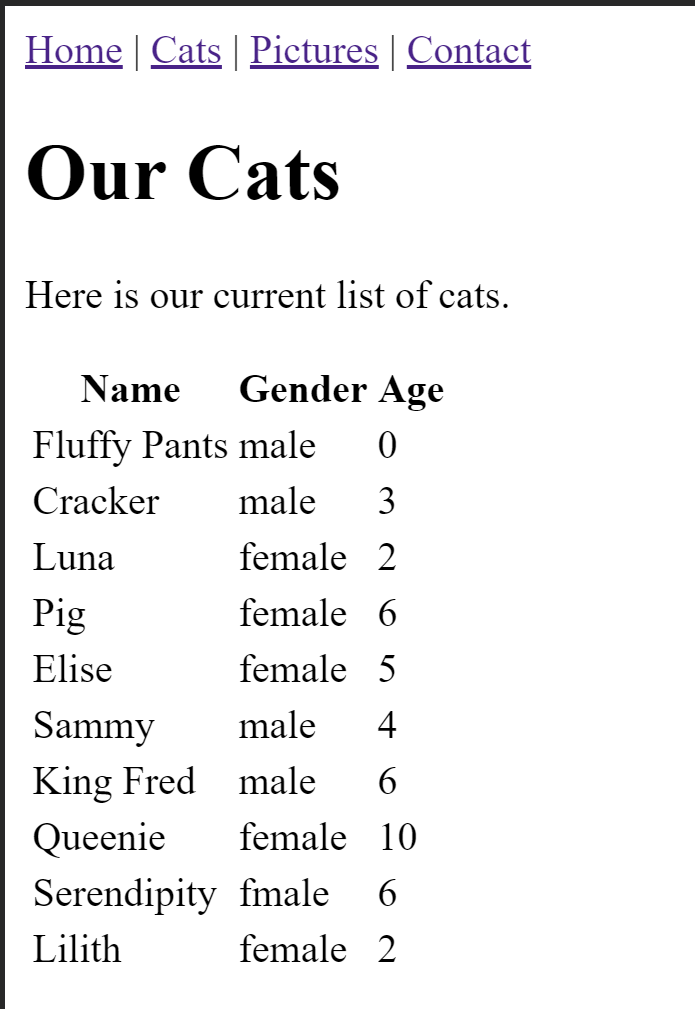 Home | Cats | Pictures | Contact
Our Cats
Here is our current list of cats.
Name Gender Age
Fluffy Pants male 0
Cracker male 3
Luna female 2
Pig female 6
Elise female 5
Sammy male 4
King Fred male 6
Queenie female 10
Serendipity fmale 6
Lilith female 2